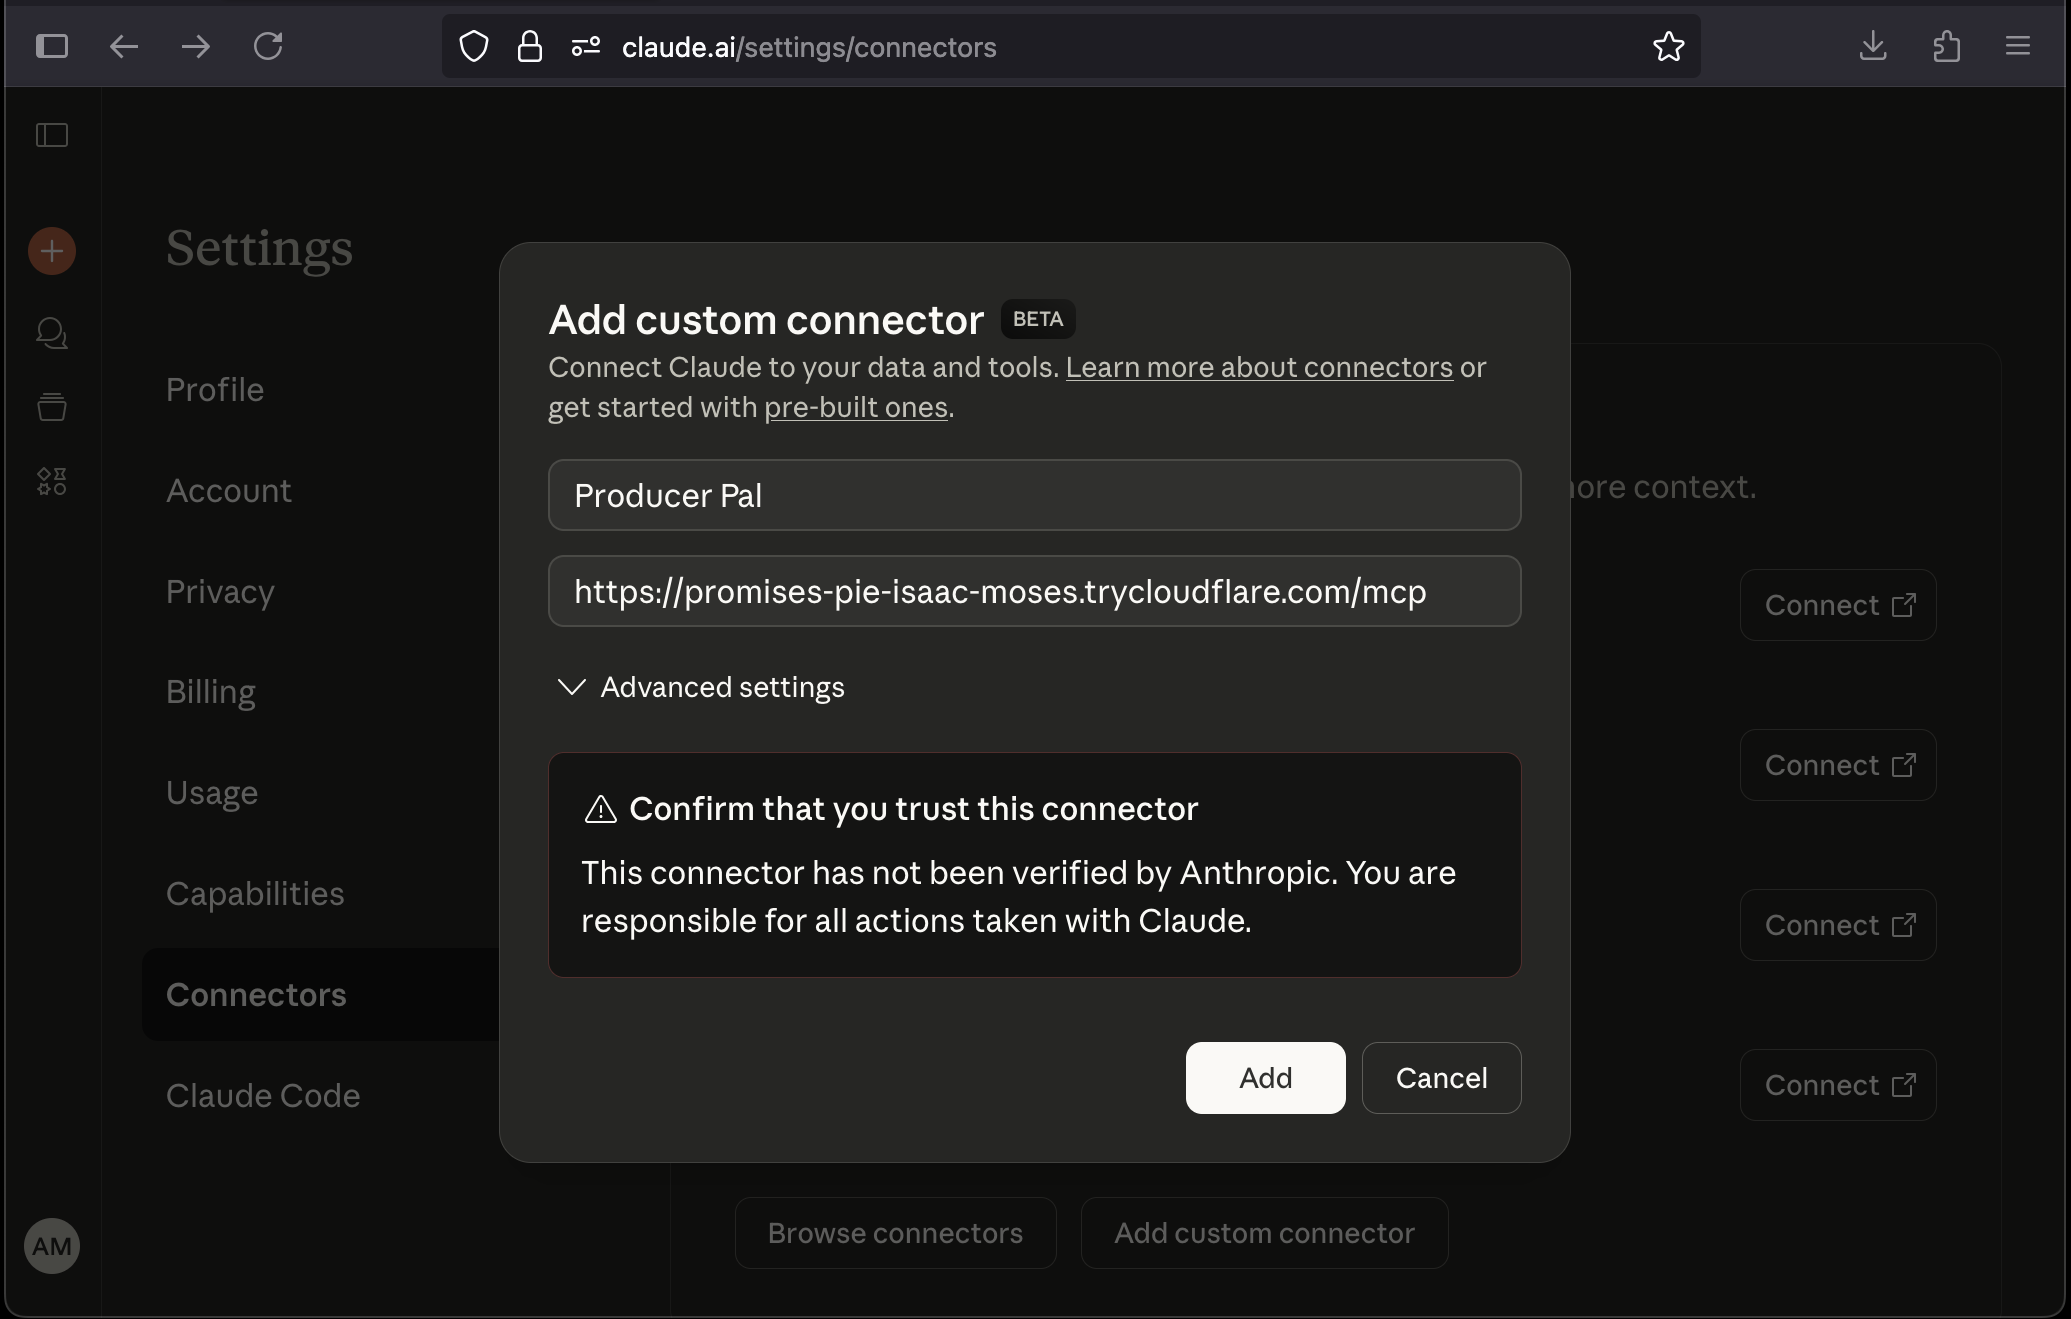 claude.ai/settings/connectors
Settings
Profile
Account
Privacy
Billing
Usage
Capabilities
Connectors
Claude Code
AM
Add custom connector BETA
Connect Claude to your data and tools. Learn more about connectors or
get started with pre-built ones.
Producer Pal
https://promises-pie-isaac-moses.trycloudflare.com/mcp
Advanced settings
Confirm that you trust this connector
This connector has not been verified by Anthropic. You are
responsible for all actions taken with Claude.
Add Cancel
context.
Connect
Connect
Connect
Connect
Browse connectors Add custom connector